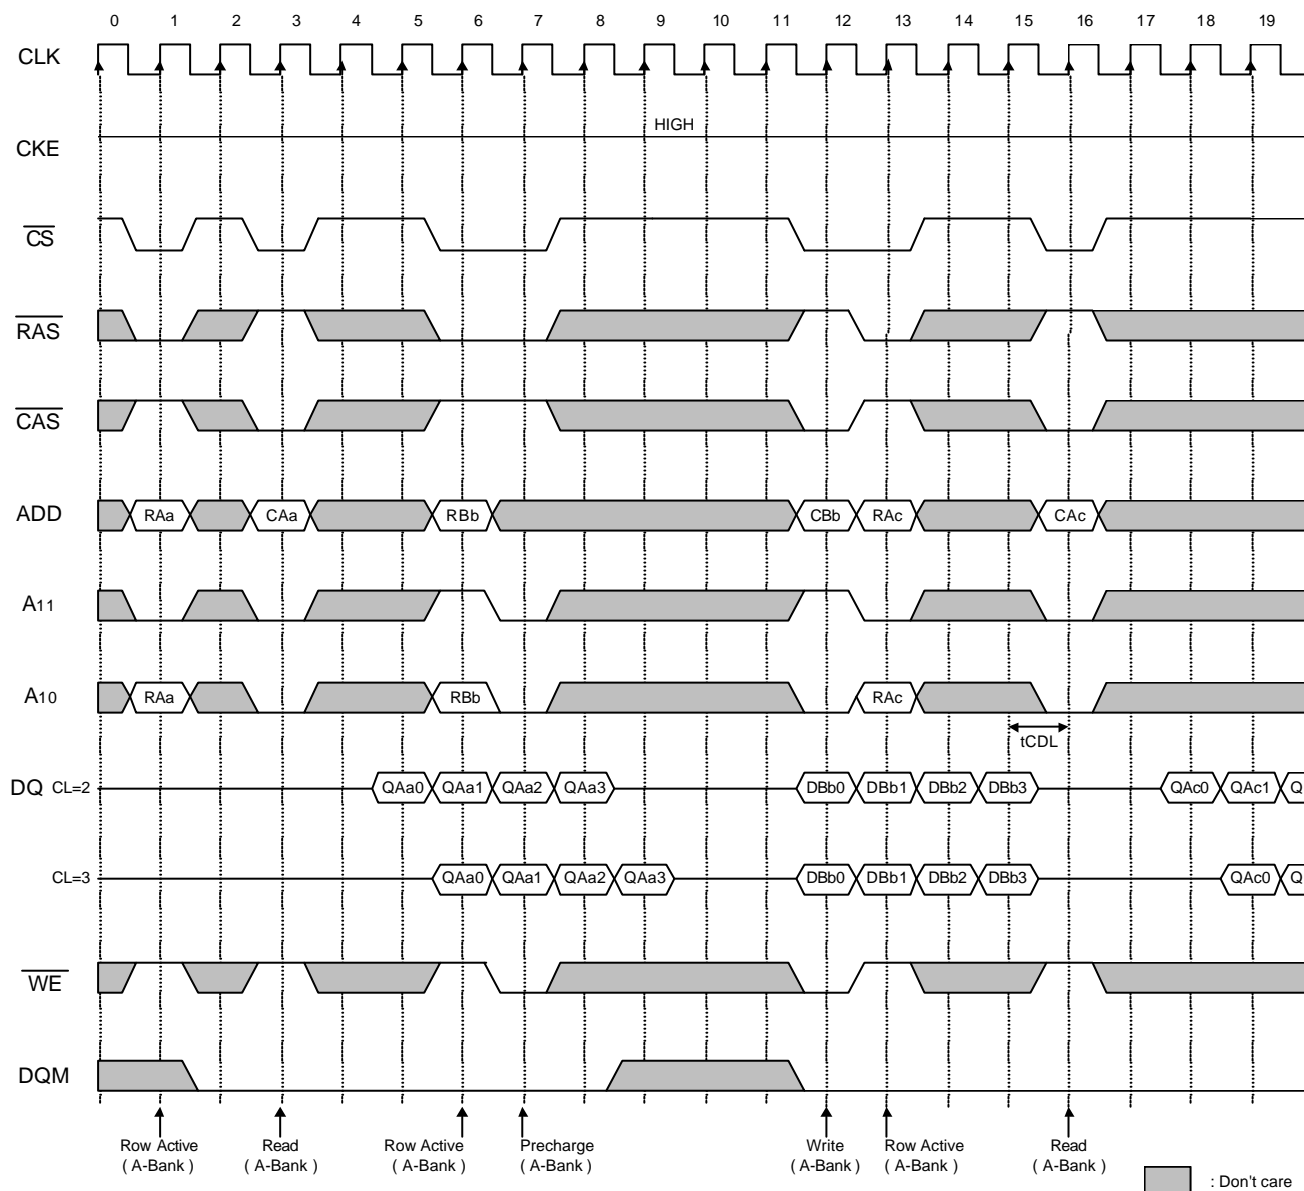 0 1 2 3 4 5 6 7 8 9 10 11 12 13 14 15 16 17 18 19
CLK
HIGH
CKE
CS
RAS
CAS
ADD RAa CAa RBb CBb RAc CAc
A11
A10 RAa RBb RAc
tCDL
DQ CL=2 QAa0 QAa1 QAa2 QAa3 DBb0 DBb1 DBb2 DBb3 QAc0 QAc1 Q
CL=3 QAa0 QAa1 QAa2 QAa3 DBb0 DBb1 DBb2 DBb3 QAc0 Q
WE
DQM
Row Active Read Row Active Precharge Write Row Active Read
( A-Bank ) ( A-Bank ) ( A-Bank ) ( A-Bank ) ( A-Bank ) ( A-Bank ) ( A-Bank )
: Don't care